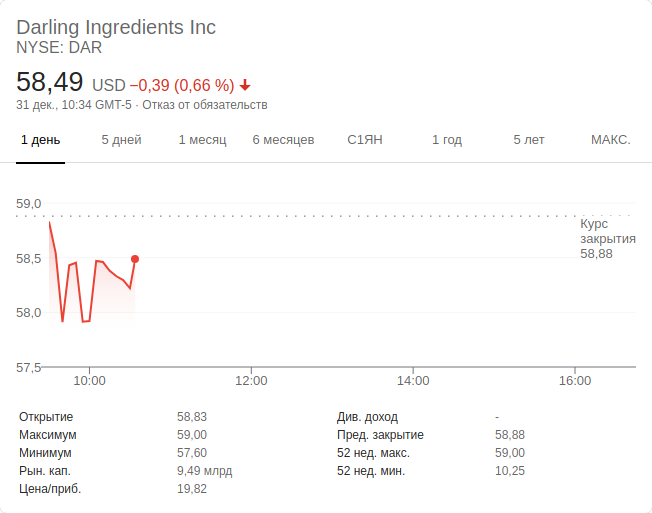 Darling Ingredients Inc
NYSE: DAR
58,49 USD −0,39 (0,66 %)
31 дек., 10:34 GMT-5 · Отказ от обязательств
1 день 5 дней 1 месяц 6 месяцев С1ЯН 1 год 5 лет МАКС.
59,0
Курс
закрытия
58,88
58,5
58,0
57,5
10:00 12:00 14:00 16:00
Открытие 58,83 Див. доход -
Максимум 59,00 Пред. закрытие 58,88
Минимум 57,60 52 нед. макс. 59,00
Рын. кап. 9,49 млрд 52 нед. мин. 10,25
Цена/приб. 19,82